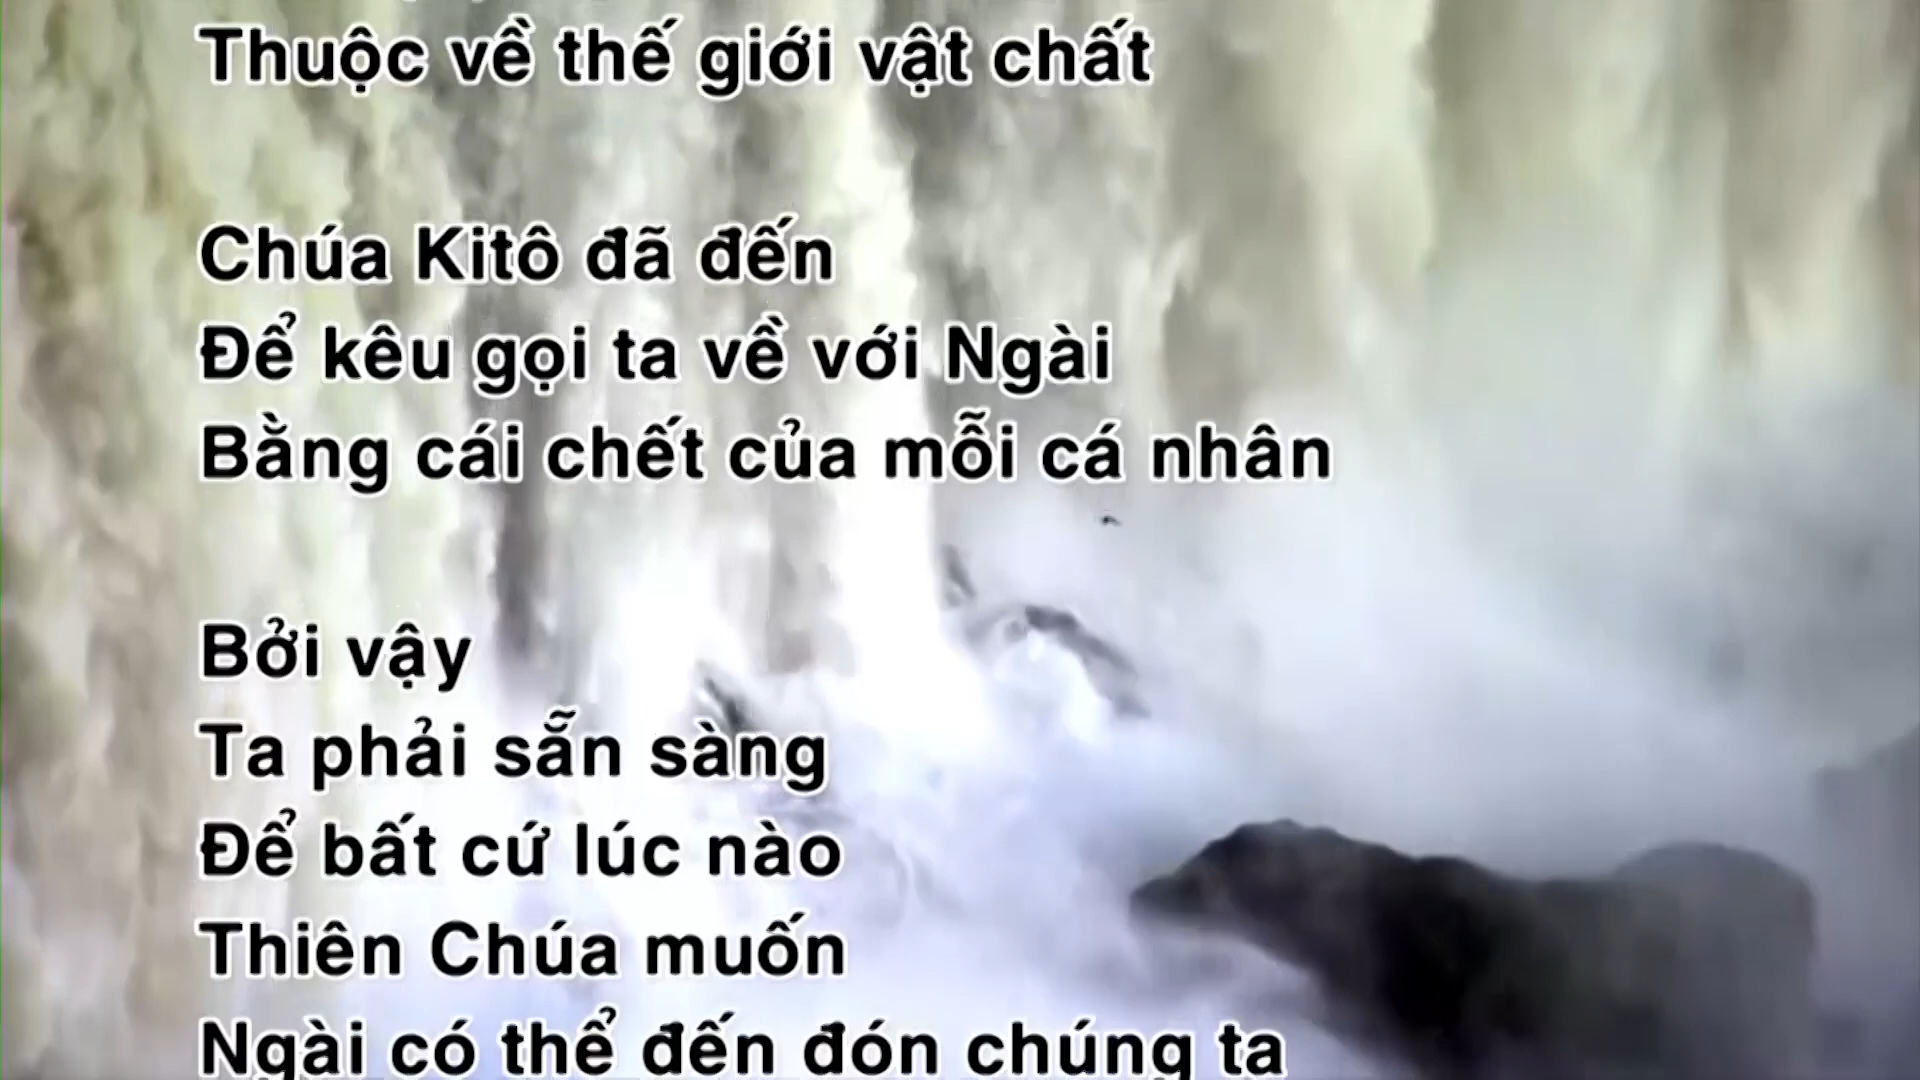 Thuộc về thế giới vật chất
Chúa Kitô đã đến
Để kêu gọi ta về với Ngài
Bằng cái chết của mỗi cá nhân
Bởi vậy
Ta phải sẵn sàng
Để bất cứ lúc nào
Thiên Chúa muốn
Ngài có thể đến đón chúng ta